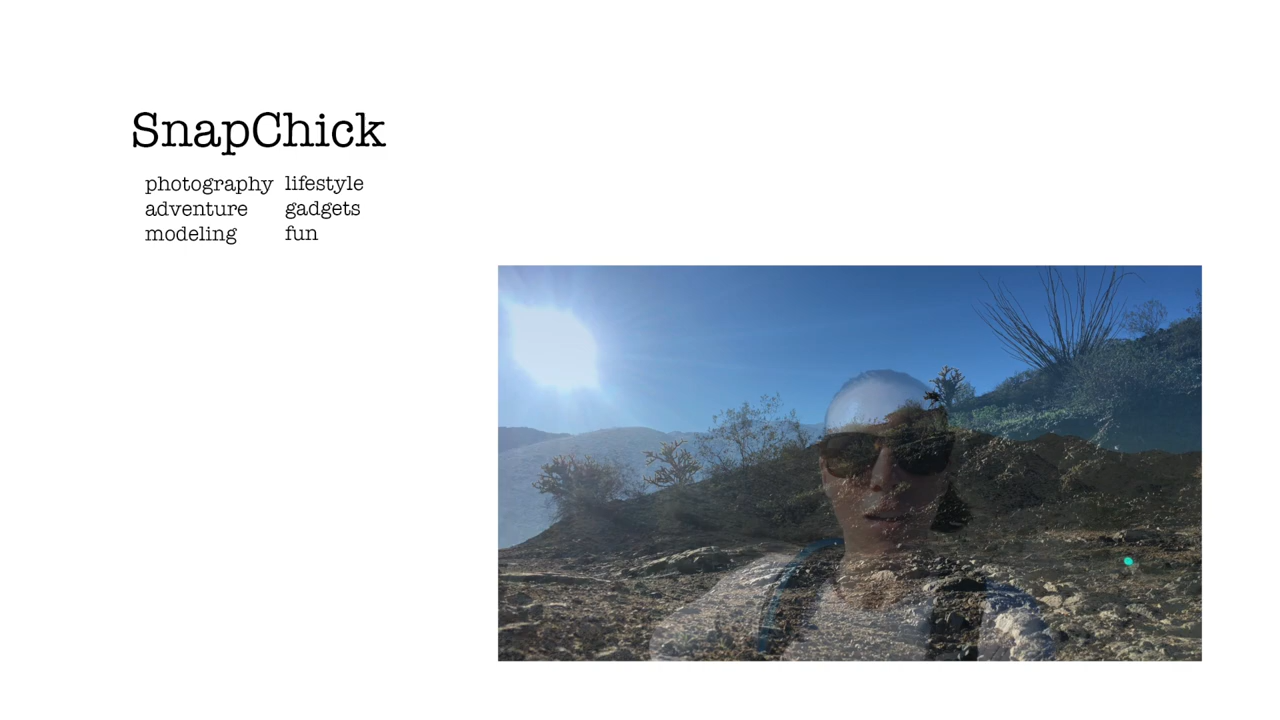 SnapChick
photography lifestyle
adventure gadgets
modeling fun